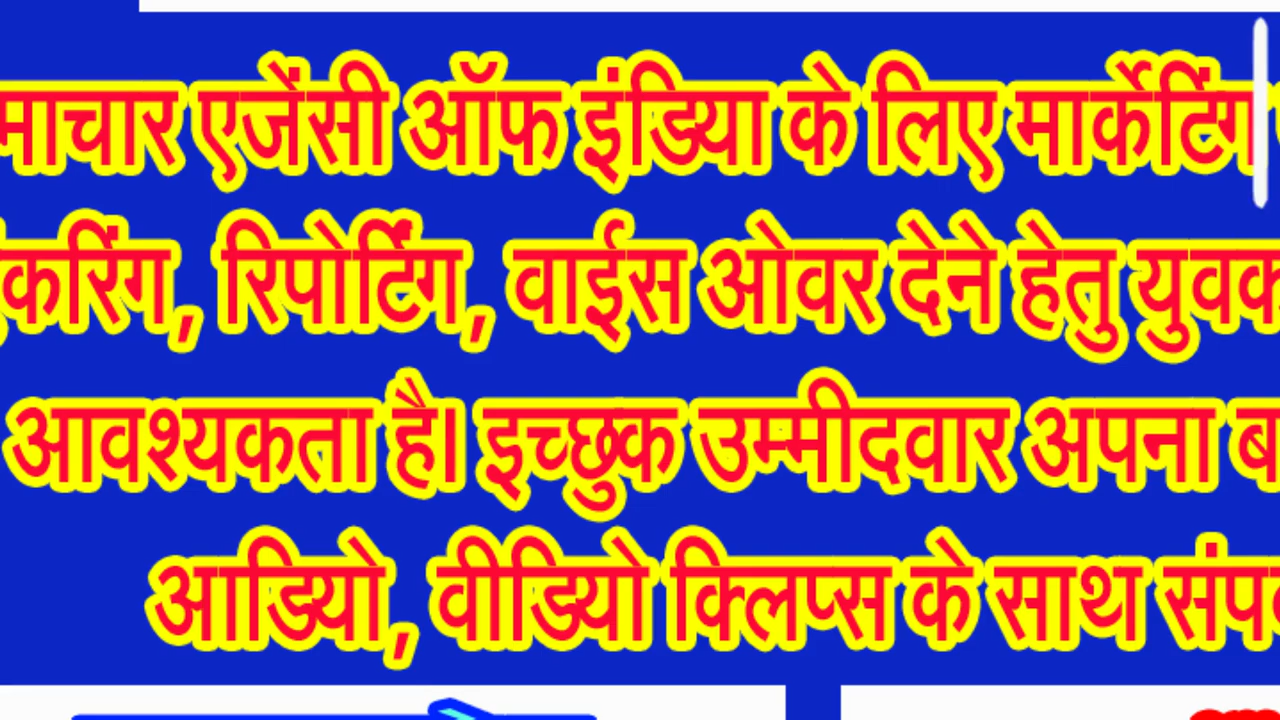 माचार एजेंसी ऑफ इंडिया के लिए मार्केटिंग
करिंग, रिपोर्टिंग, वाईस ओवर देने हेतु युवक
आवश्यकता है। इच्छुक उम्मीदवार अपना ब
आडियो, वीडियो क्लिप्स के साथ संप